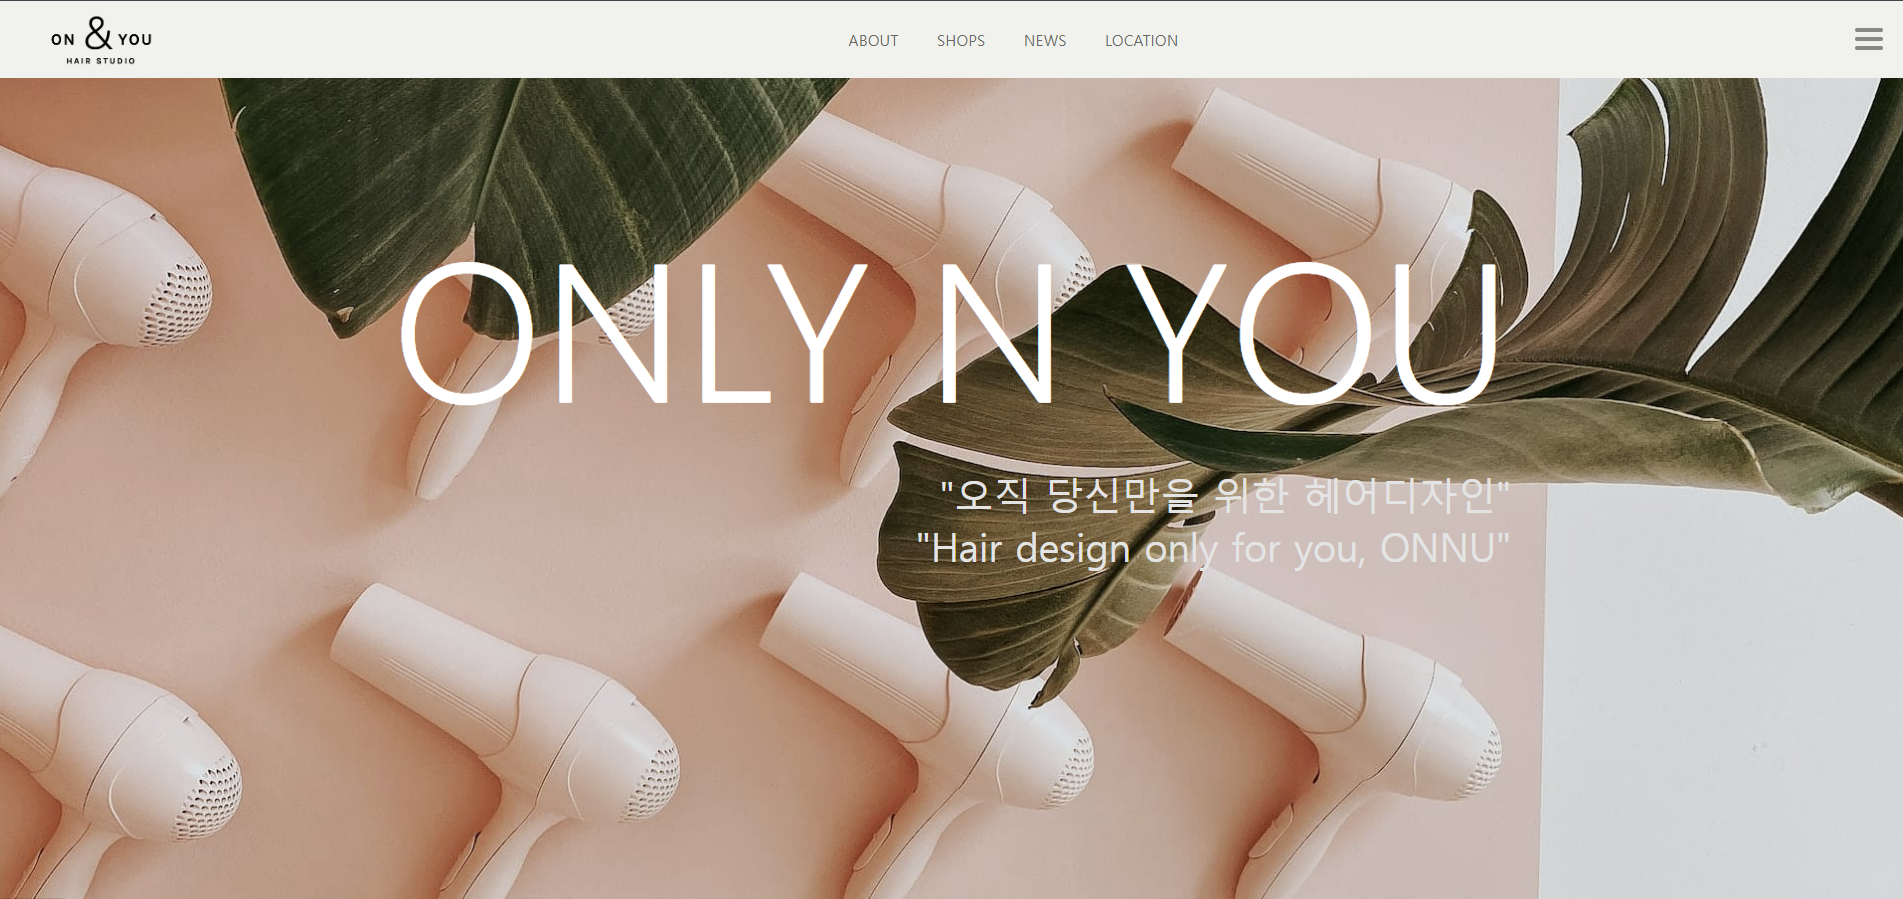 ON & YOU
HAIR STUDIO
ABOUT SHOPS NEWS LOCATION
ONLY N YOU
"오직 당신만을 위한 헤어디자인"
"Hair design only for you, ONNU"